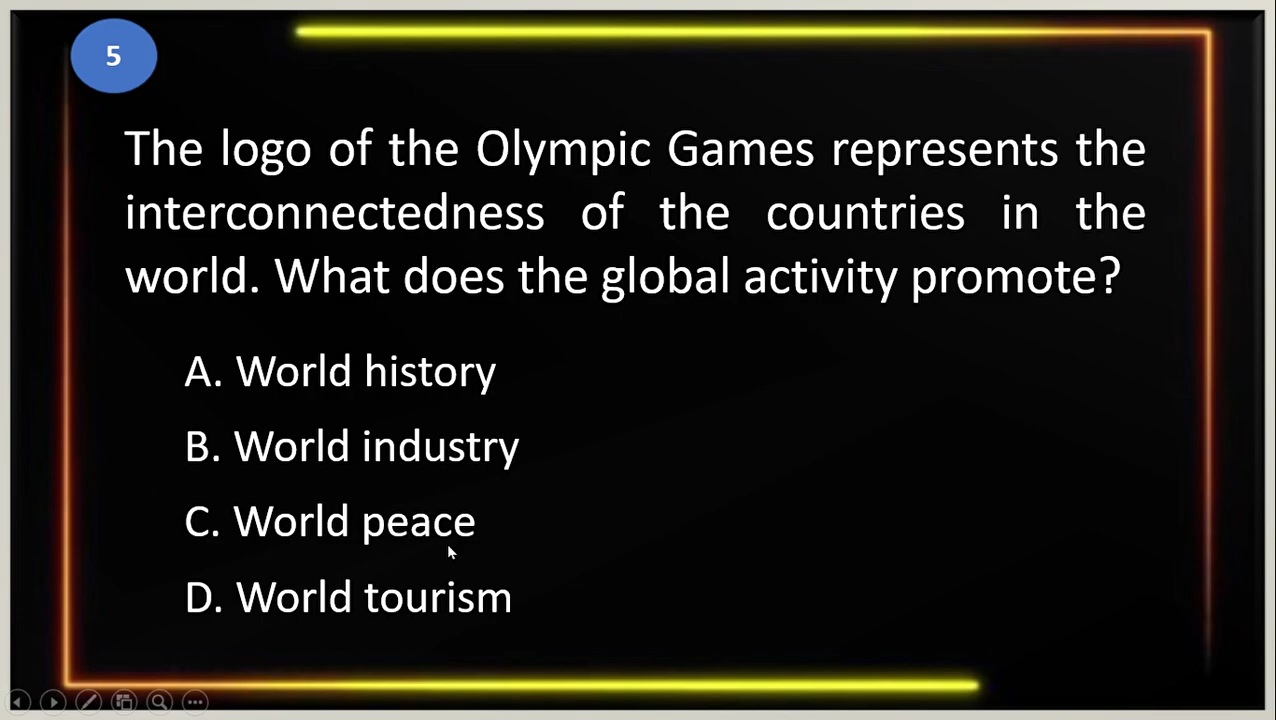 5
The logo of the Olympic Games represents the
interconnectedness of the countries in the
world. What does the global activity promote?
A. World history
B. World industry
C. World peace
D. World tourism